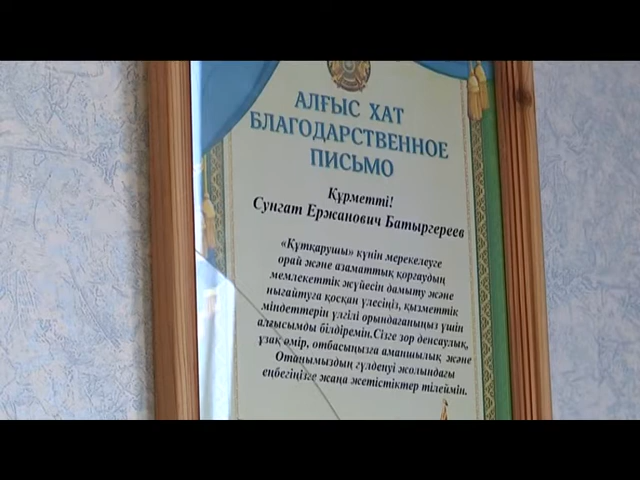 АЛҒЫС ХАТ
БЛАГОДАРСТВЕННОЕ
ПИСЬМО
Құрметті!
Сунгат Ержанович Батыргереев
«Құтқарушы» күнін мерекелеуге
орай және азаматтық қорғаудың
мемлекеттік жүйесін дамыту және
нығайтуға қосқан үлесіңіз, қызметтік
міндеттерін үлгілі орындағаныңыз үшін
алғысымды білдіремін.Сізге зор денсаулық,
ұзақ өмір, отбасыңызға аманшылық және
Отанымыздың гүлденуі жолындағы
еңбегіңізге жаңа жетістіктер тілеймін.